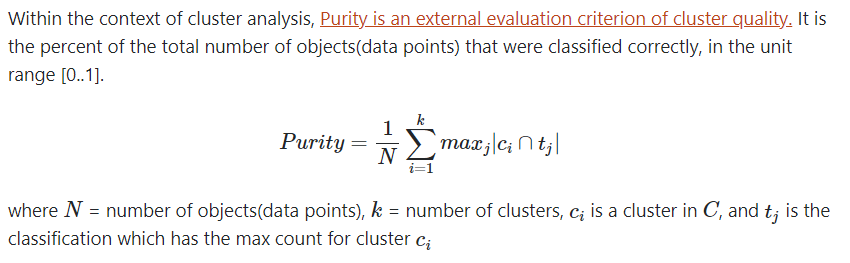 Within the context of cluster analysis, Purity is an external evaluation criterion of cluster quality. It is
the percent of the total number of objects(data points) that were classified correctly, in the unit
range [0..1].
Purity = \frac{1}{N} \sum_{i=1}^{k} max_j |c_i ∩ t_j|
where N = number of objects(data points), k = number of clusters, c_i is a cluster in C, and t_j is the
classification which has the max count for cluster c_i